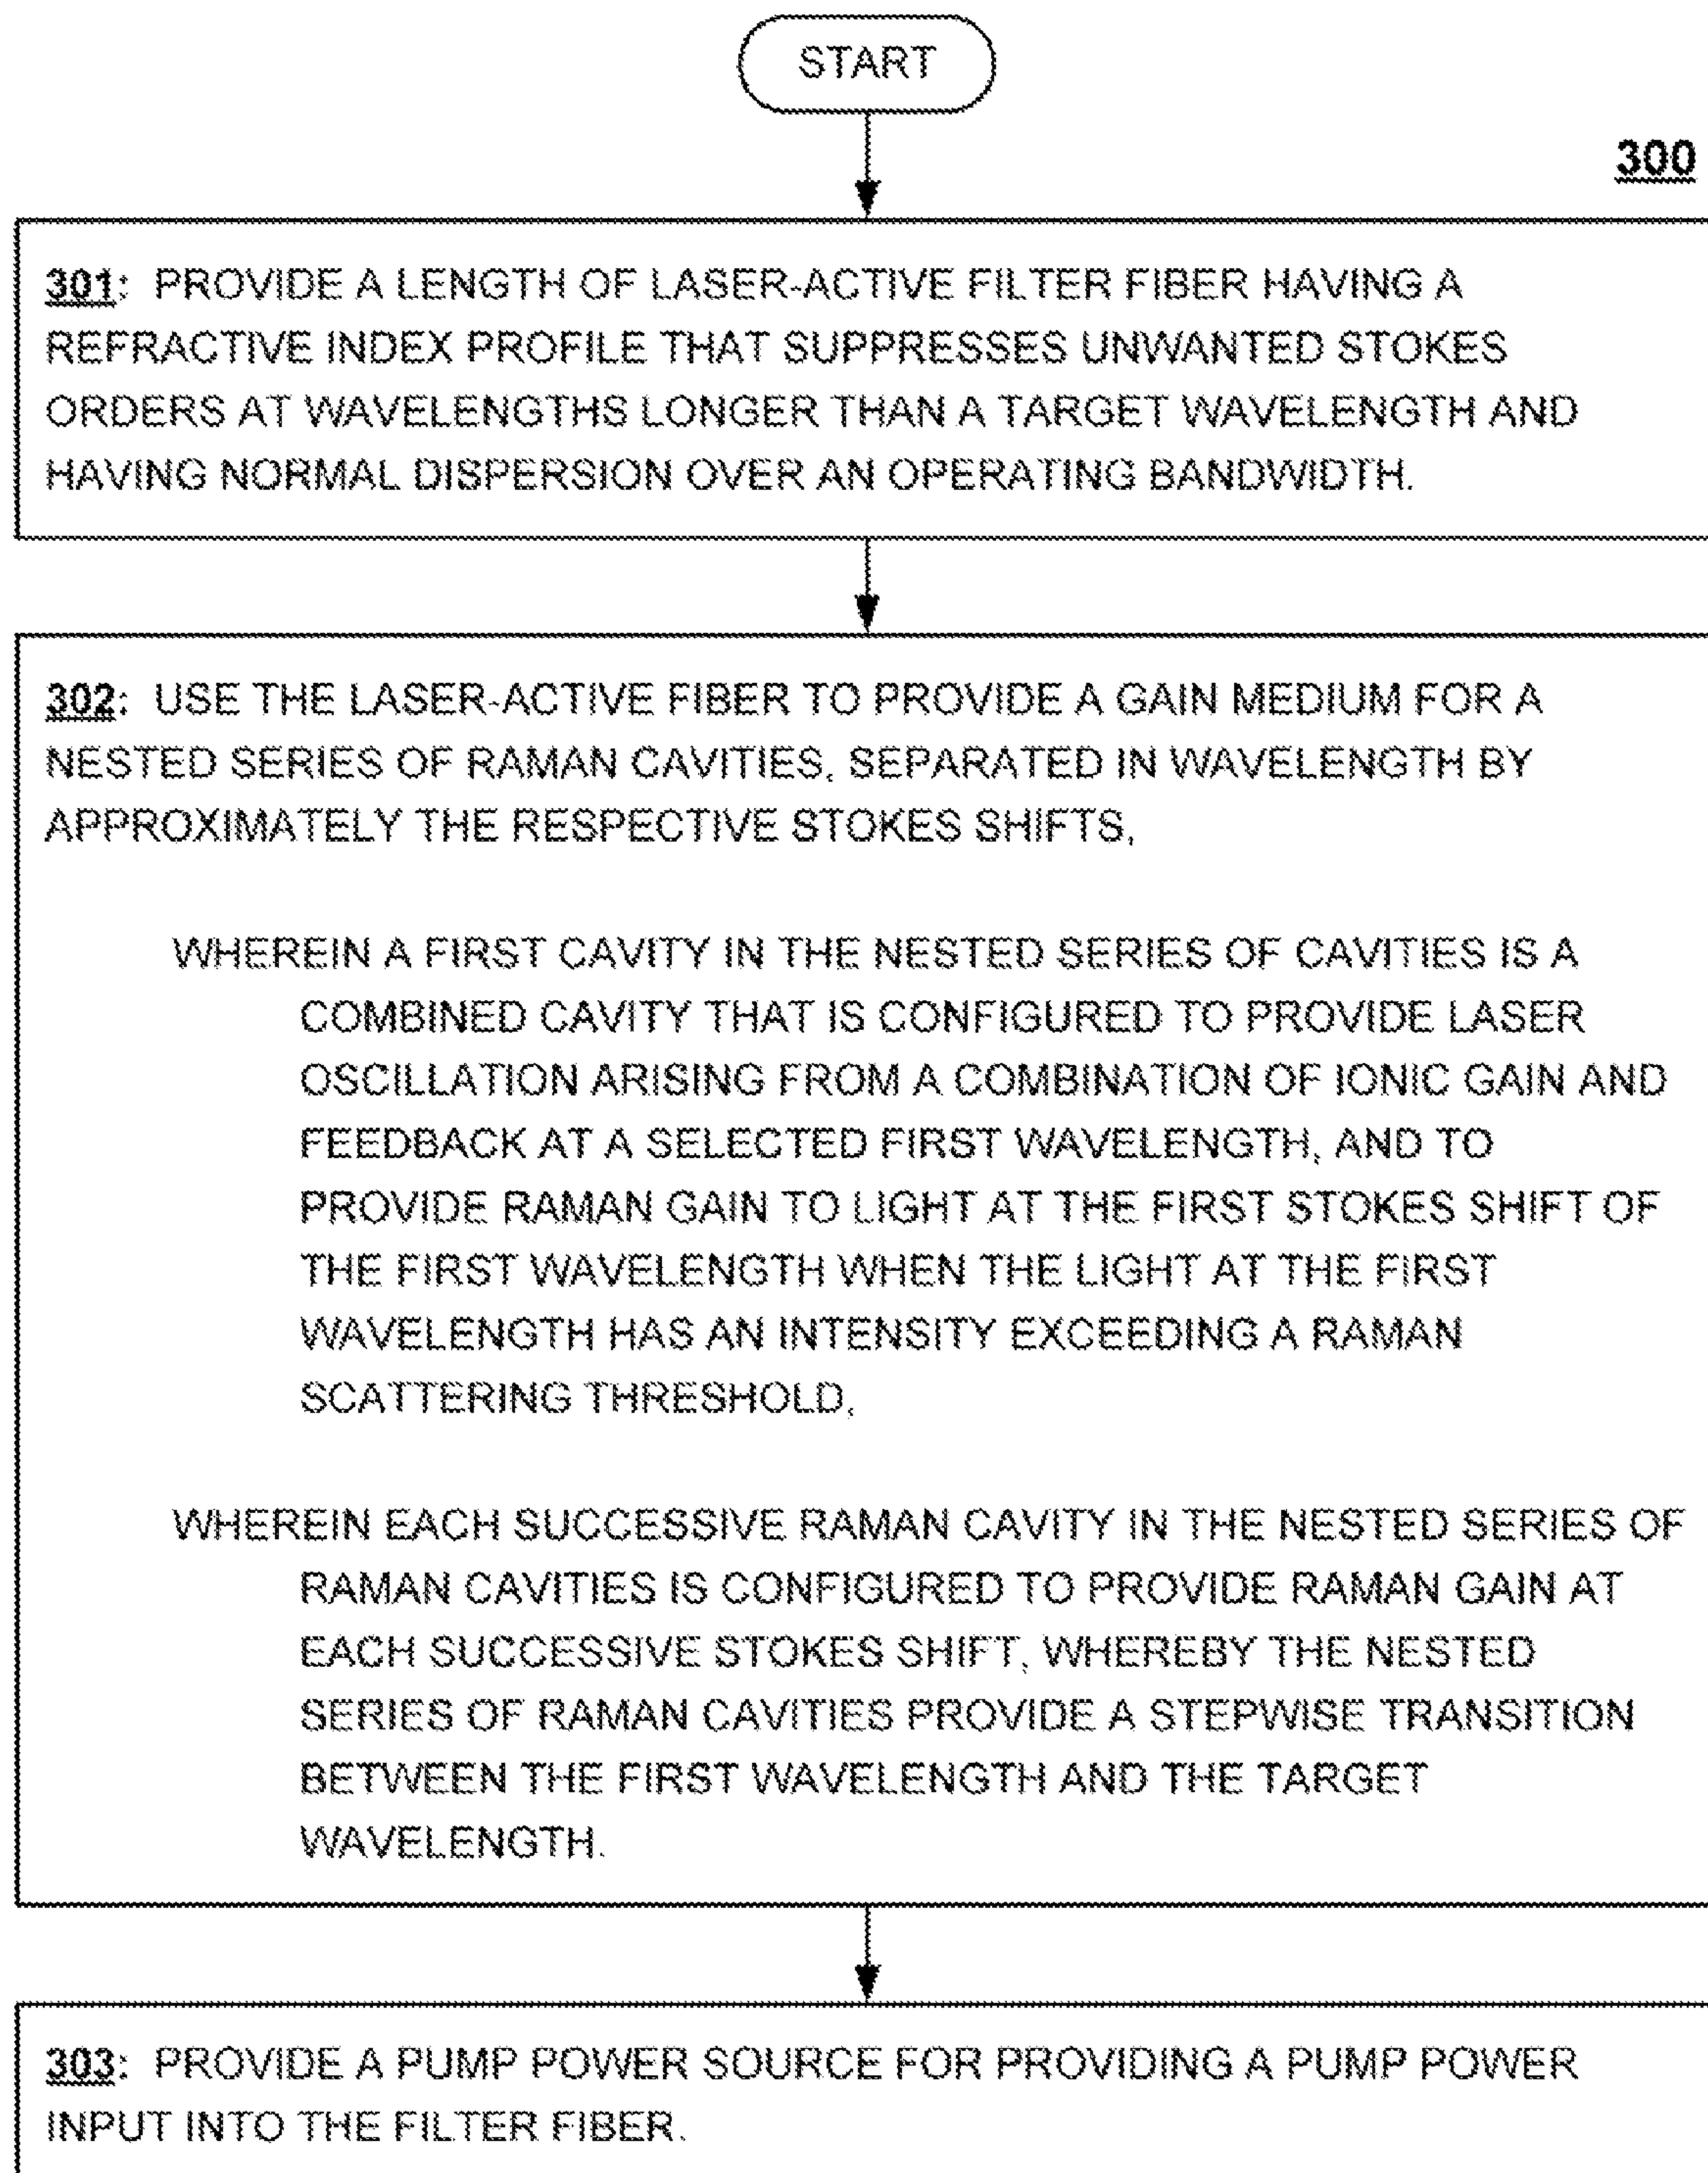 START
300
301: PROVIDE A LENGTH OF LASER-ACTIVE FILTER FIBER HAVING A
REFRACTIVE INDEX PROFILE THAT SUPPRESSES UNWANTED STOKES
ORDERS AT WAVELENGTHS LONGER THAN A TARGET WAVELENGTH AND
HAVING NORMAL DISPERSION OVER AN OPERATING BANDWIDTH.
302: USE THE LASER-ACTIVE FIBER TO PROVIDE A GAIN MEDIUM FOR A
NESTED SERIES OF RAMAN CAVITIES, SEPARATED IN WAVELENGTH BY
APPROXIMATELY THE RESPECTIVE STOKES SHIFTS,
WHEREIN A FIRST CAVITY IN THE NESTED SERIES OF CAVITIES IS A
COMBINED CAVITY THAT IS CONFIGURED TO PROVIDE LASER
OSCILLATION ARISING FROM A COMBINATION OF IONIC GAIN AND
FEEDBACK AT A SELECTED FIRST WAVELENGTH, AND TO
PROVIDE RAMAN GAIN TO LIGHT AT THE FIRST STOKES SHIFT OF
THE FIRST WAVELENGTH WHEN THE LIGHT AT THE FIRST
WAVELENGTH HAS AN INTENSITY EXCEEDING A RAMAN
SCATTERING THRESHOLD,
WHEREIN EACH SUCCESSIVE RAMAN CAVITY IN THE NESTED SERIES OF
RAMAN CAVITIES IS CONFIGURED TO PROVIDE RAMAN GAIN AT
EACH SUCCESSIVE STOKES SHIFT, WHEREBY THE NESTED
SERIES OF RAMAN CAVITIES PROVIDE A STEPWISE TRANSITION
BETWEEN THE FIRST WAVELENGTH AND THE TARGET
WAVELENGTH.
303: PROVIDE A PUMP POWER SOURCE FOR PROVIDING A PUMP POWER
INPUT INTO THE FILTER FIBER.